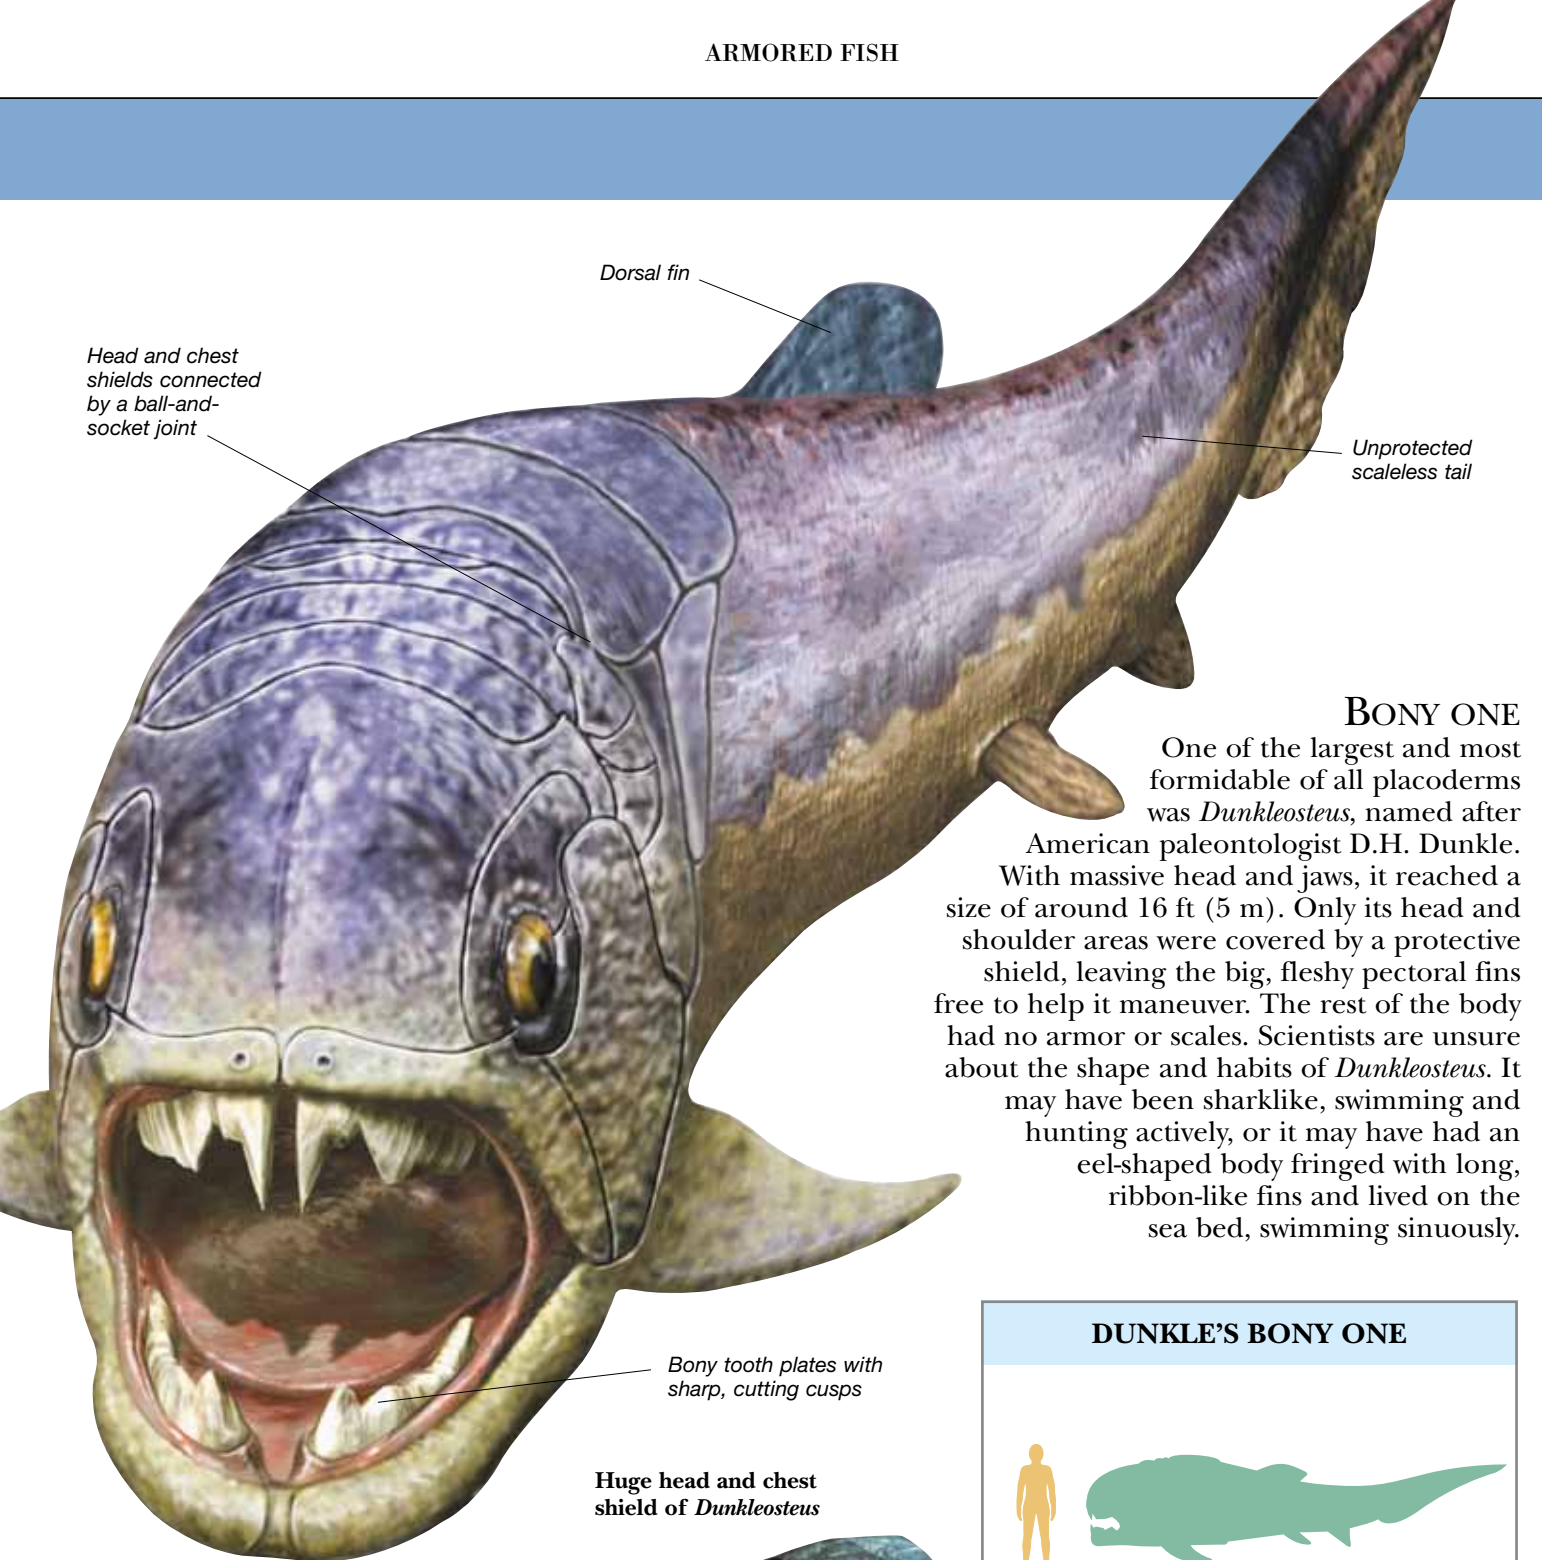 ARMORED FISH
Dorsal fin
Head and chest
shields connected
by a ball-and-
socket joint
Unprotected
scaleless tail
BONY ONE
One of the largest and most
formidable of all placoderms
was Dunkleosteus, named after
American paleontologist D.H. Dunkle.
With massive head and jaws, it reached a
size of around 16 ft (5 m). Only its head and
shoulder areas were covered by a protective
shield, leaving the big, fleshy pectoral fins
free to help it maneuver. The rest of the body
had no armor or scales. Scientists are unsure
about the shape and habits of Dunkleosteus. It
may have been sharklike, swimming and
hunting actively, or it may have had an
eel-shaped body fringed with long,
ribbon-like fins and lived on the
sea bed, swimming sinuously.
Bony tooth plates with
sharp, cutting cusps
Huge head and chest
shield of Dunkleosteus
DUNKLE’S BONY ONE